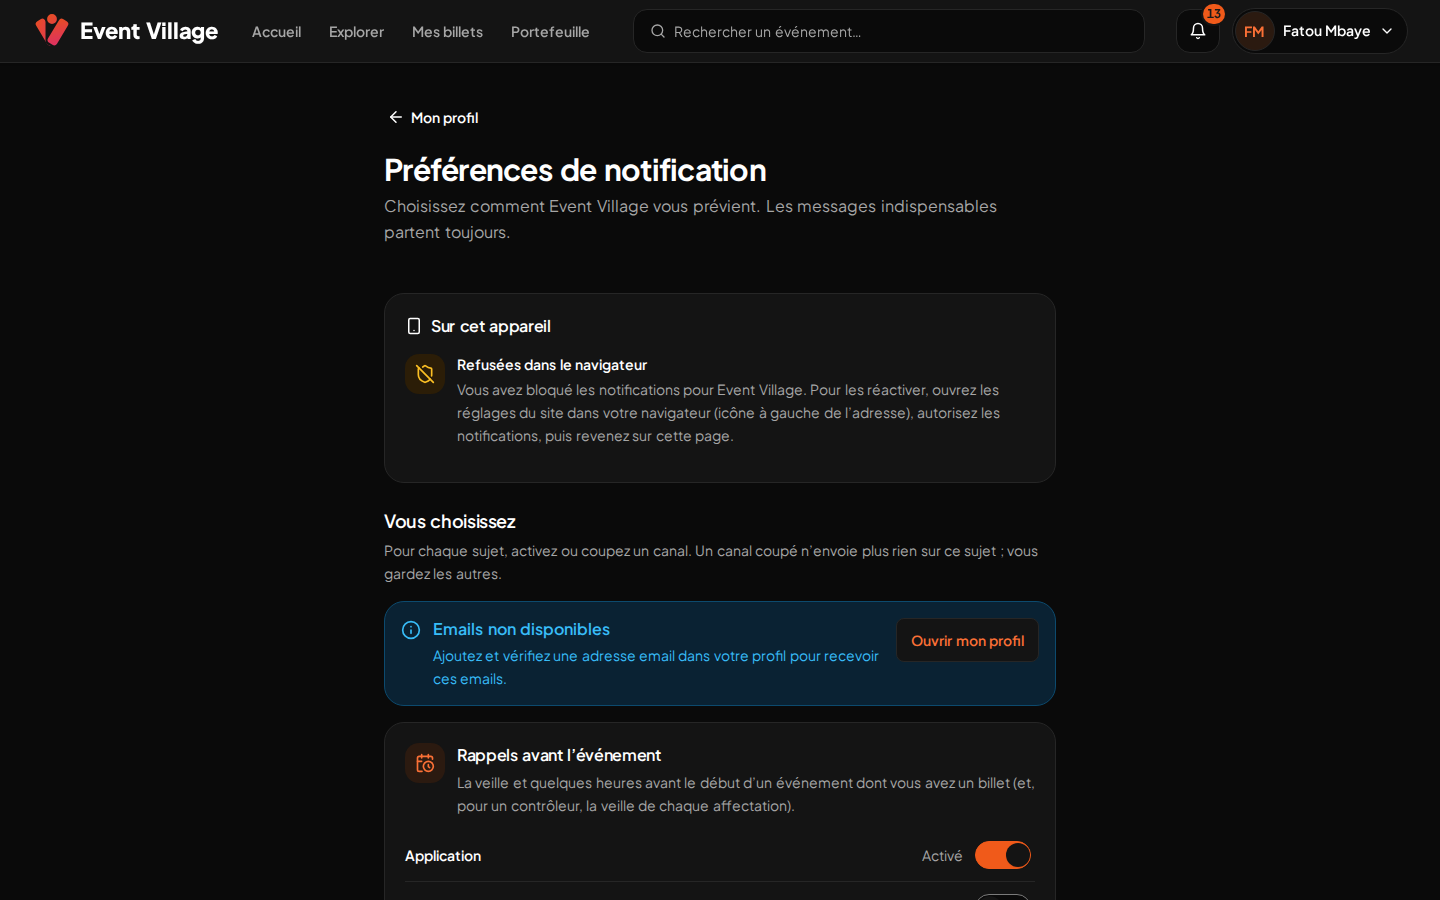 Event Village
Accueil
Explorer
Mes billets
Portefeuille
Rechercher un événement…
13
FM
Fatou Mbaye
Mon profil
Préférences de notification
Choisissez comment Event Village vous prévient. Les messages indispensables
partent toujours.
Sur cet appareil
Refusées dans le navigateur
Vous avez bloqué les notifications pour Event Village. Pour les réactiver, ouvrez les
réglages du site dans votre navigateur (icône à gauche de l’adresse), autorisez les
notifications, puis revenez sur cette page.
Vous choisissez
Pour chaque sujet, activez ou coupez un canal. Un canal coupé n’envoie plus rien sur ce sujet ; vous
gardez les autres.
Emails non disponibles
Ajoutez et vérifiez une adresse email dans votre profil pour recevoir
ces emails.
Ouvrir mon profil
Rappels avant l’événement
La veille et quelques heures avant le début d’un événement dont vous avez un billet (et,
pour un contrôleur, la veille de chaque affectation).
Application
Activé